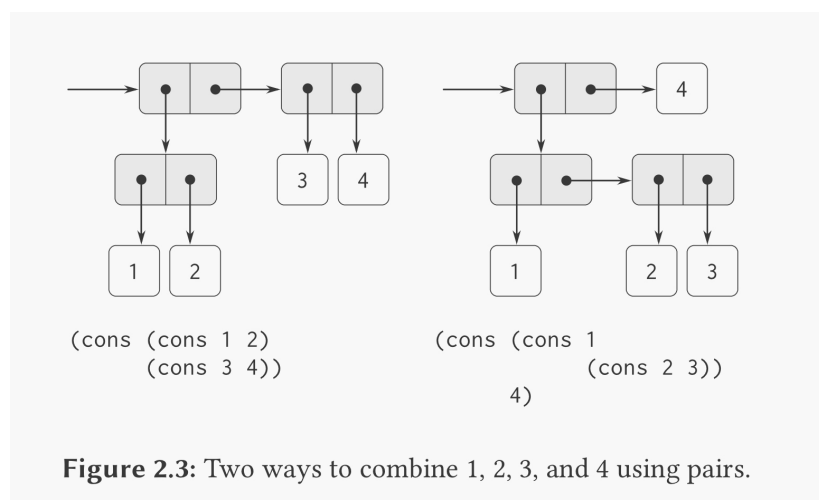 4
3 4
1 2
1
2 3
(cons (cons 1 2)
(cons 3 4))
(cons (cons 1
(cons 2 3))
4)
Figure 2.3: Two ways to combine 1, 2, 3, and 4 using pairs.